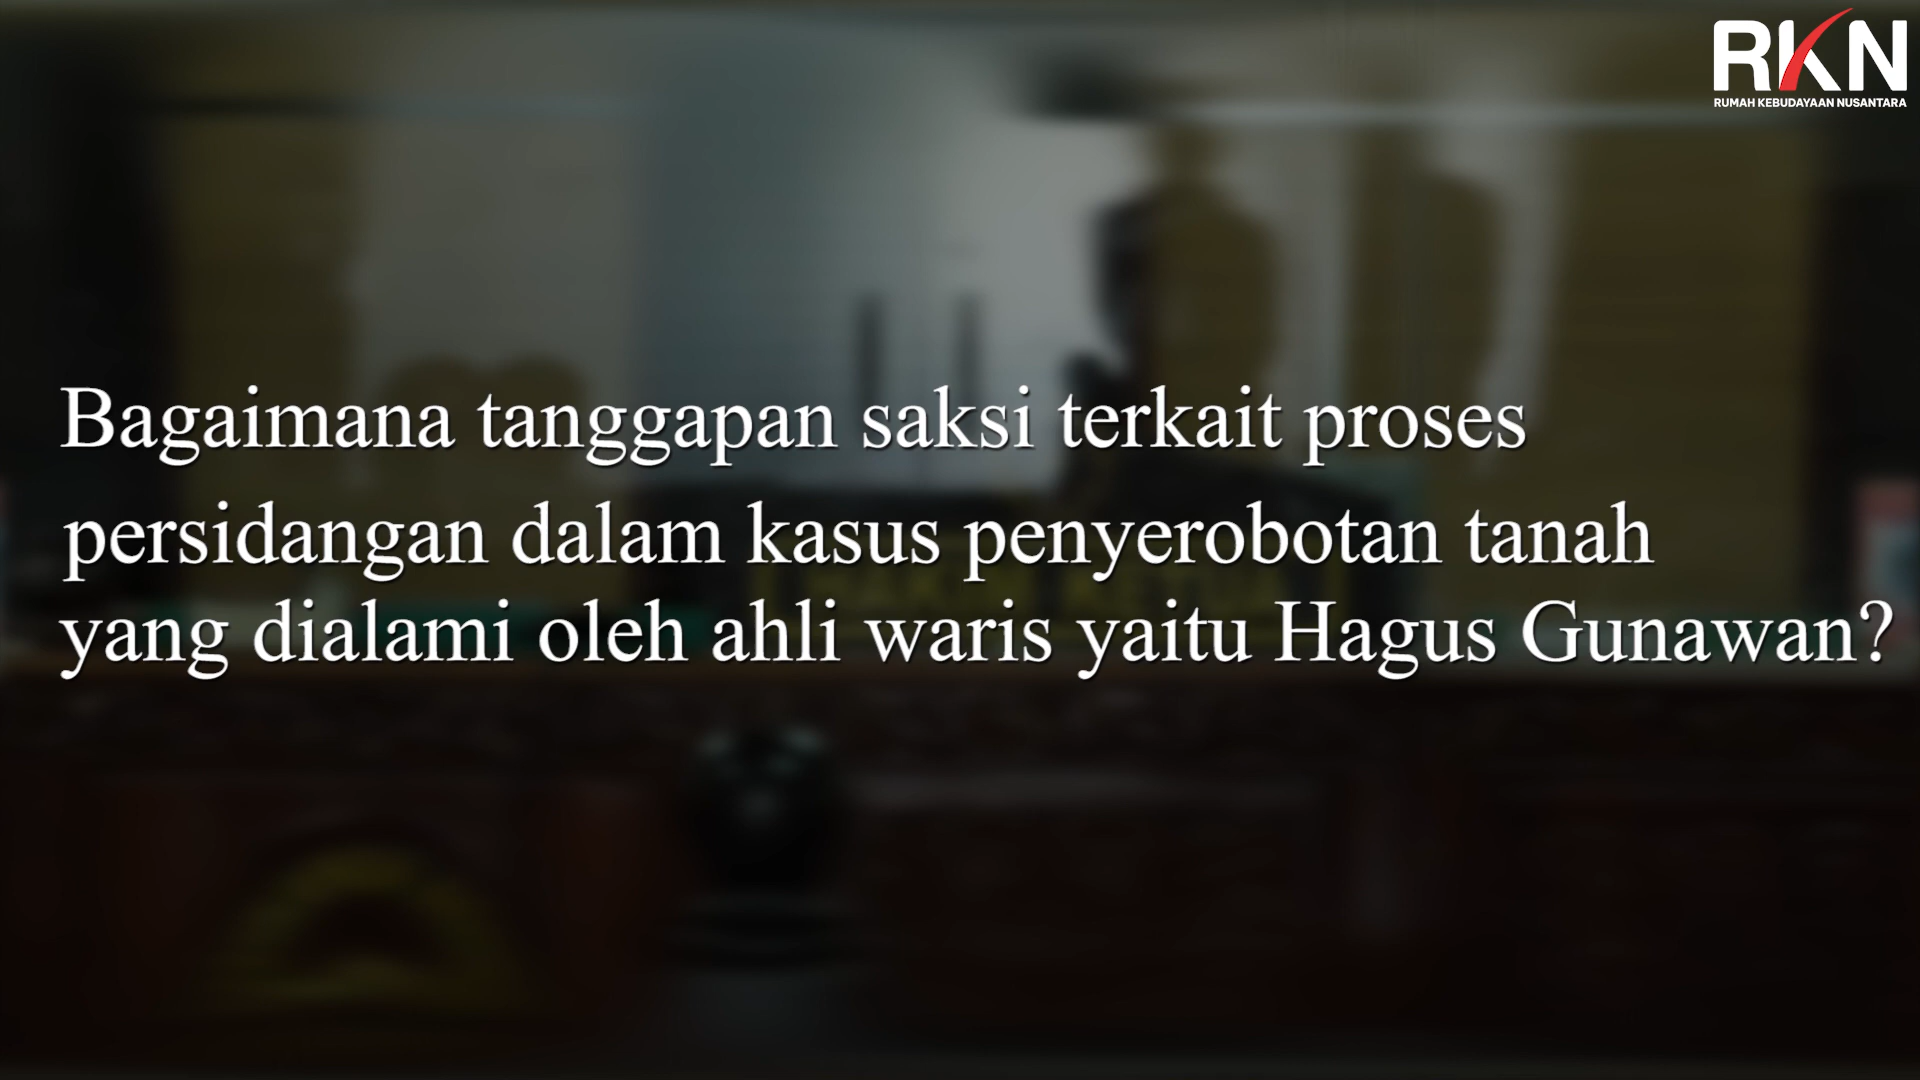 RKN
RUMAH KEBUDAYAAN NUSANTARA
Bagaimana tanggapan saksi terkait proses
persidangan dalam kasus penyerobotan tanah
yang dialami oleh ahli waris yaitu Hagus Gunawan?